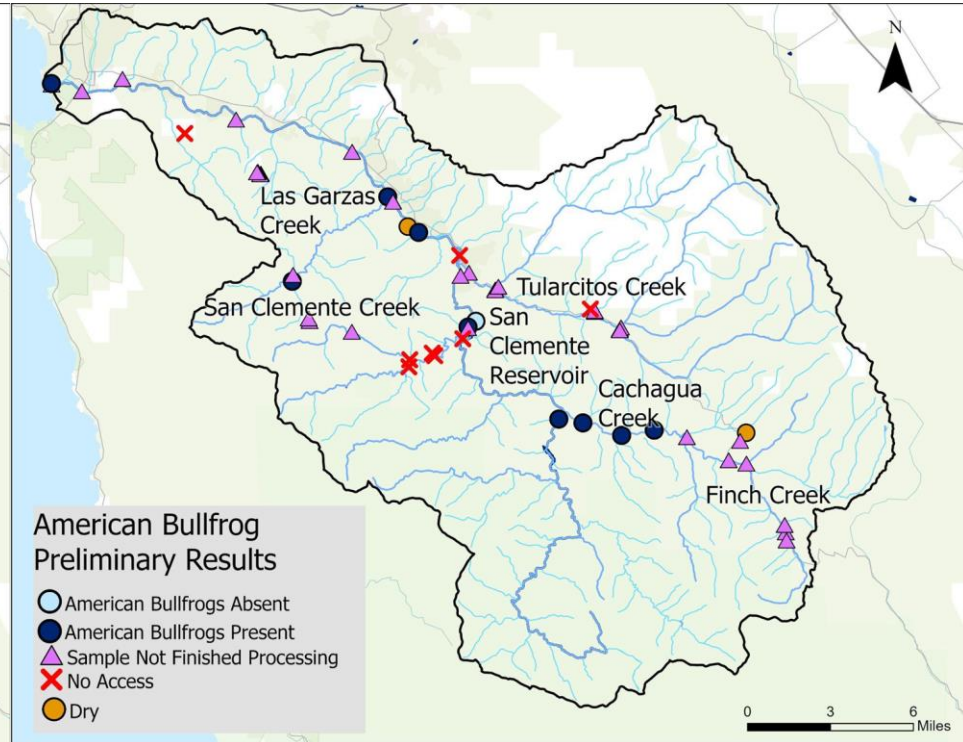 N
Las Garzas
Creek
Tularcitos Creek
San Clemente Creek
San
Clemente
Reservoir
Cachagua
Creek
Finch Creek
American Bullfrog
Preliminary Results
American Bullfrogs Absent
American Bullfrogs Present
Sample Not Finished Processing
No Access
Dry
0 3 6
Miles